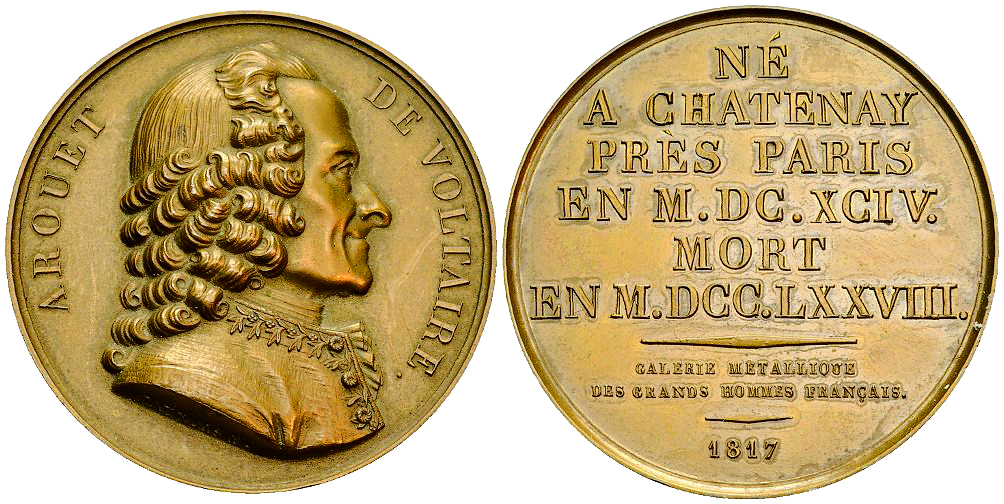 AROUET DE VOLTAIRE.
NÉ
A CHATENAY
PRÈS PARIS
EN M.DC.XCIV.
MORT
EN M.DCC.LXXVIII.
GALERIE MÉTALLIQUE
DES GRANDS HOMMES FRANÇAIS.
1817